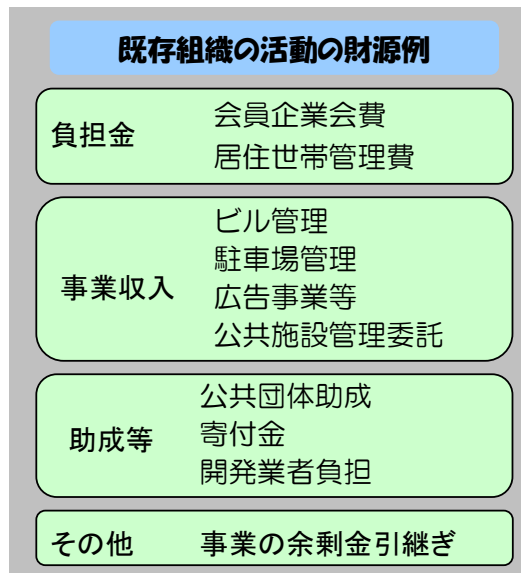 既存組織の活動の財源例
負担金
会員企業会費
居住世帯管理費
事業収入
ビル管理
駐車場管理
広告事業等
公共施設管理委託
助成等
公共団体助成
寄付金
開発業者負担
その他 事業の余剰金引継ぎ